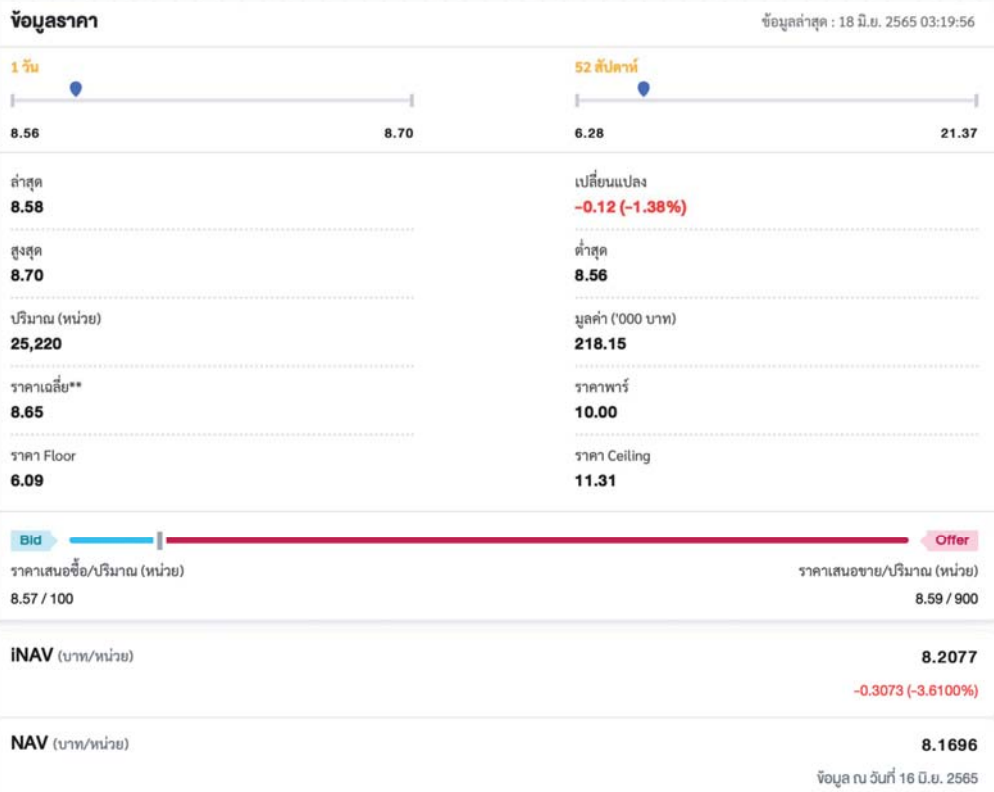 ข้อมูลราคา
ข้อมูลล่าสุด : 18 มิ.ย. 2565 03:19:56
1 วัน
52 สัปดาห์
8.56 8.70
6.28 21.37
ล่าสุด
8.58
เปลี่ยนแปลง
-0.12 (-1.38%)
สูงสุด
8.70
ต่ำสุด
8.56
ปริมาณ (หน่วย)
25,220
มูลค่า ('000 บาท)
218.15
ราคาเฉลี่ย**
8.65
ราคาพาร์
10.00
ราคา Floor
6.09
ราคา Ceiling
11.31
Bid
Offer
ราคาเสนอซื้อ/ปริมาณ (หน่วย)
ราคาเสนอขาย/ปริมาณ (หน่วย)
8.57 / 100
8.59 / 900
iNAV (บาท/หน่วย)
8.2077
-0.3073 (-3.6100%)
NAV (บาท/หน่วย)
8.1696
ข้อมูล ณ วันที่ 16 มิ.ย. 2565